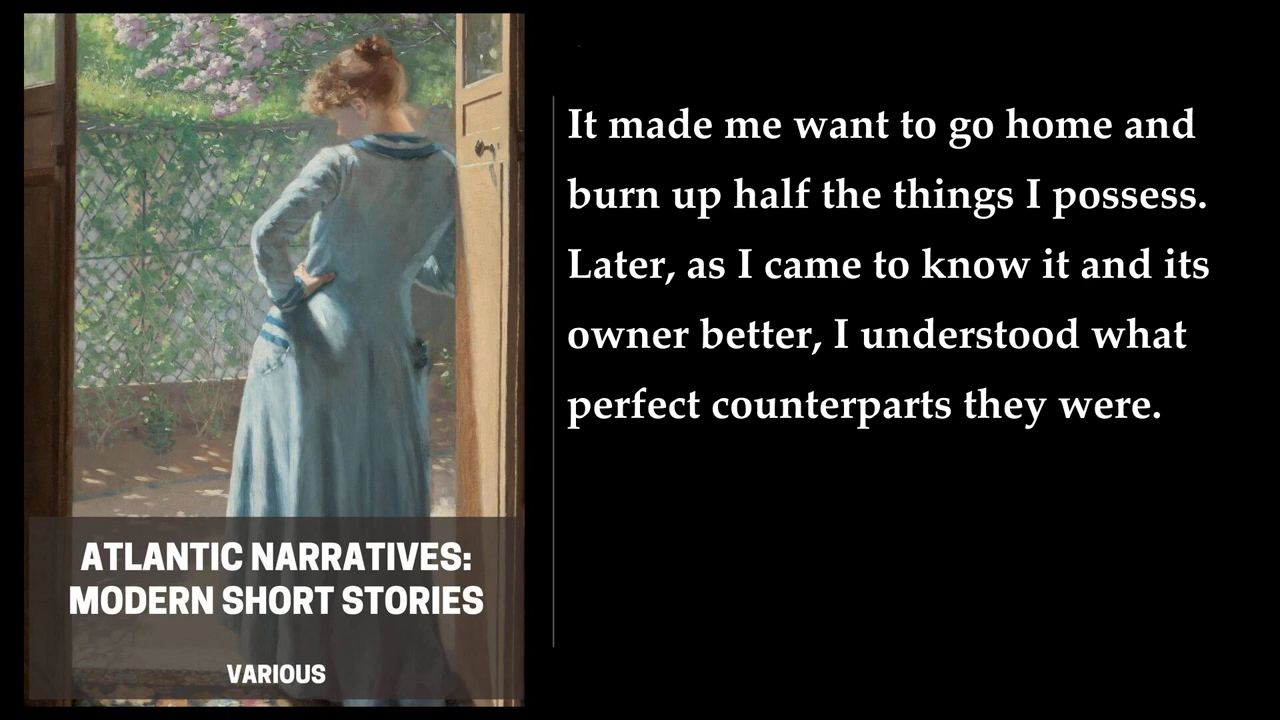 It made me want to go home and
burn up half the things I possess.
Later, as I came to know it and its
owner better, I understood what
perfect counterparts they were.
ATLANTIC NARRATIVES:
MODERN SHORT STORIES
VARIOUS